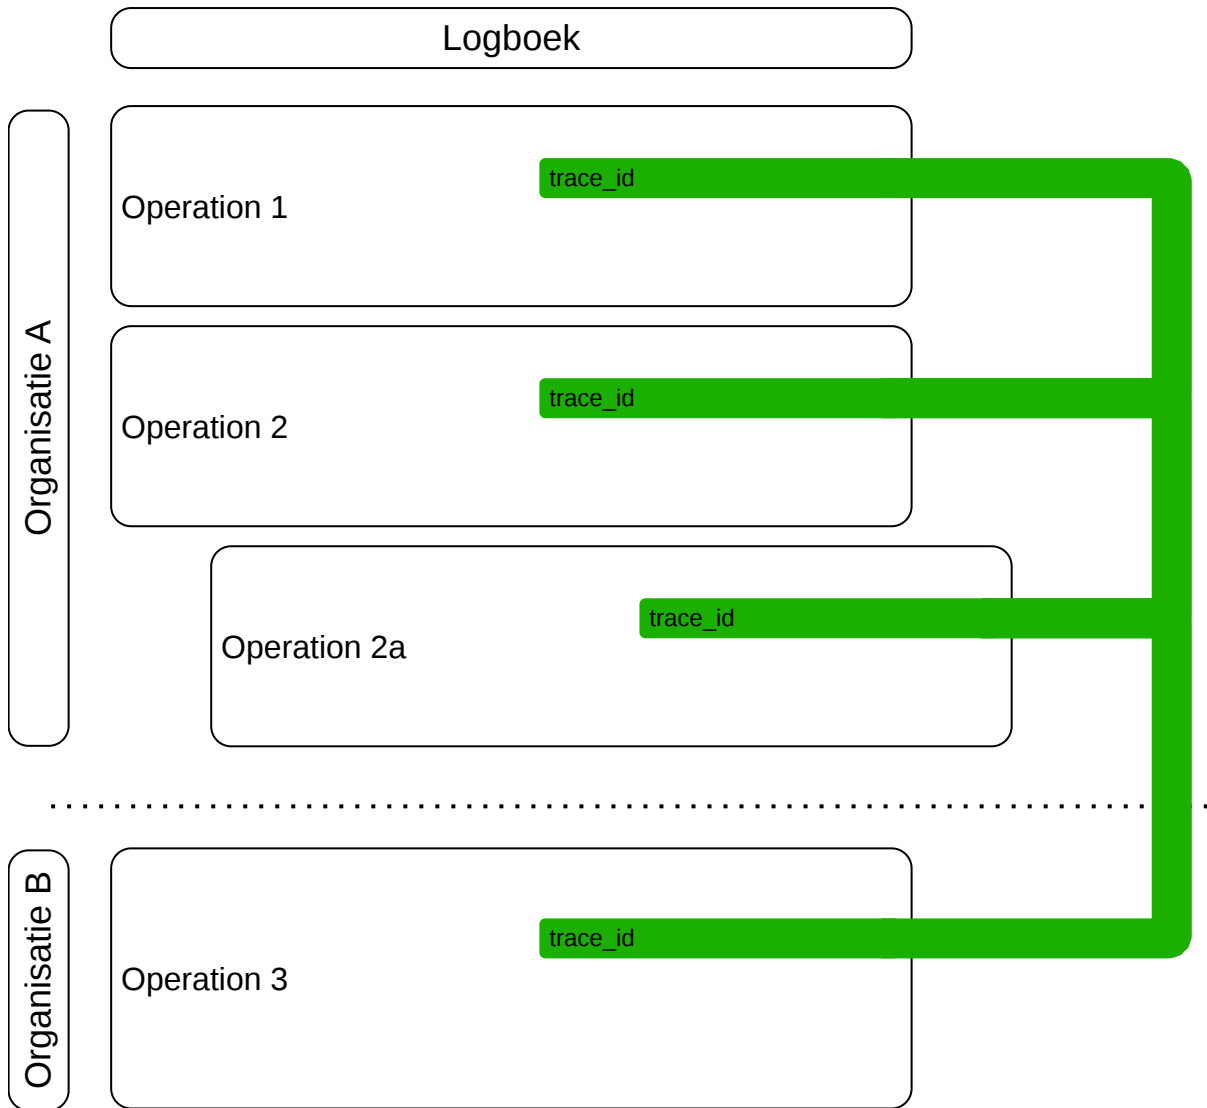 Logboek
Organisatie A
trace_id
Operation 1
trace_id
Operation 2
trace_id
Operation 2a
Organisatie B
trace_id
Operation 3